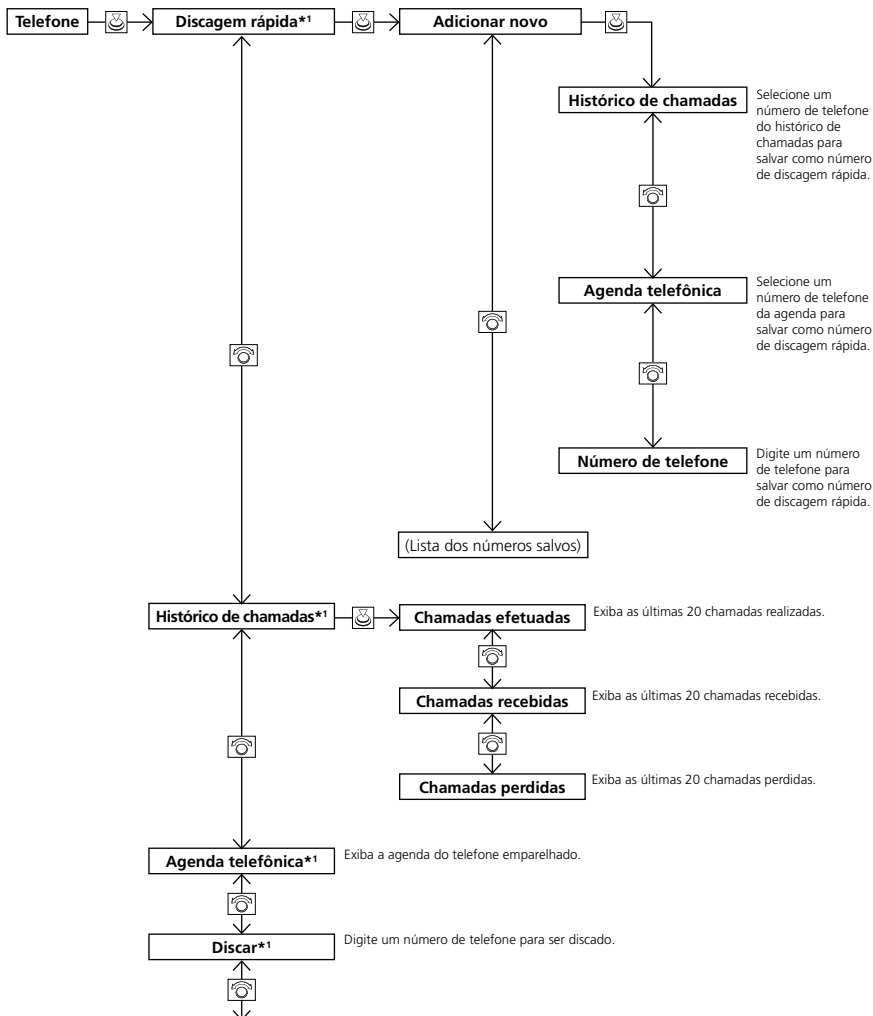 Telefone
Discagem rápida*1
Adicionar novo
Histórico de chamadas
Selecione um
número de telefone
do histórico de
chamadas para
salvar como número
de discagem rápida.
Agenda telefônica
Selecione um
número de telefone
da agenda para
salvar como número
de discagem rápida.
Número de telefone
Digite um número
de telefone para
salvar como número
de discagem rápida.
(Lista dos números salvos)
Histórico de chamadas*1
Chamadas efetuadas
Exiba as últimas 20 chamadas realizadas.
Chamadas recebidas
Exiba as últimas 20 chamadas recebidas.
Chamadas perdidas
Exiba as últimas 20 chamadas perdidas.
Agenda telefônica*1
Exiba a agenda do telefone emparelhado.
Discar*1
Digite um número de telefone para ser discado.